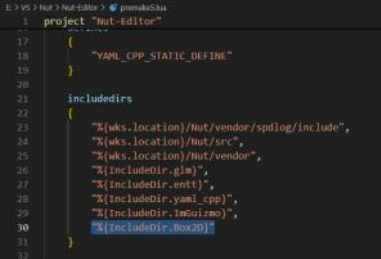 E: > VS > Nut > Nut-Editor > premake5.lua
1 project "Nut-Editor"
17 {
18 "YAML_CPP_STATIC_DEFINE"
19 }
20
21 includedirs
22 {
23 "%{wks.location}/Nut/vendor/spdlog/include",
24 "%{wks.location}/Nut/src",
25 "%{wks.location}/Nut/vendor",
26 "%{IncludeDir.glm}",
27 "%{IncludeDir.entt}",
28 "%{IncludeDir.yaml_cpp}",
29 "%{IncludeDir.ImGuizmo}",
30 "%{IncludeDir.Box2D}"
31 }
32